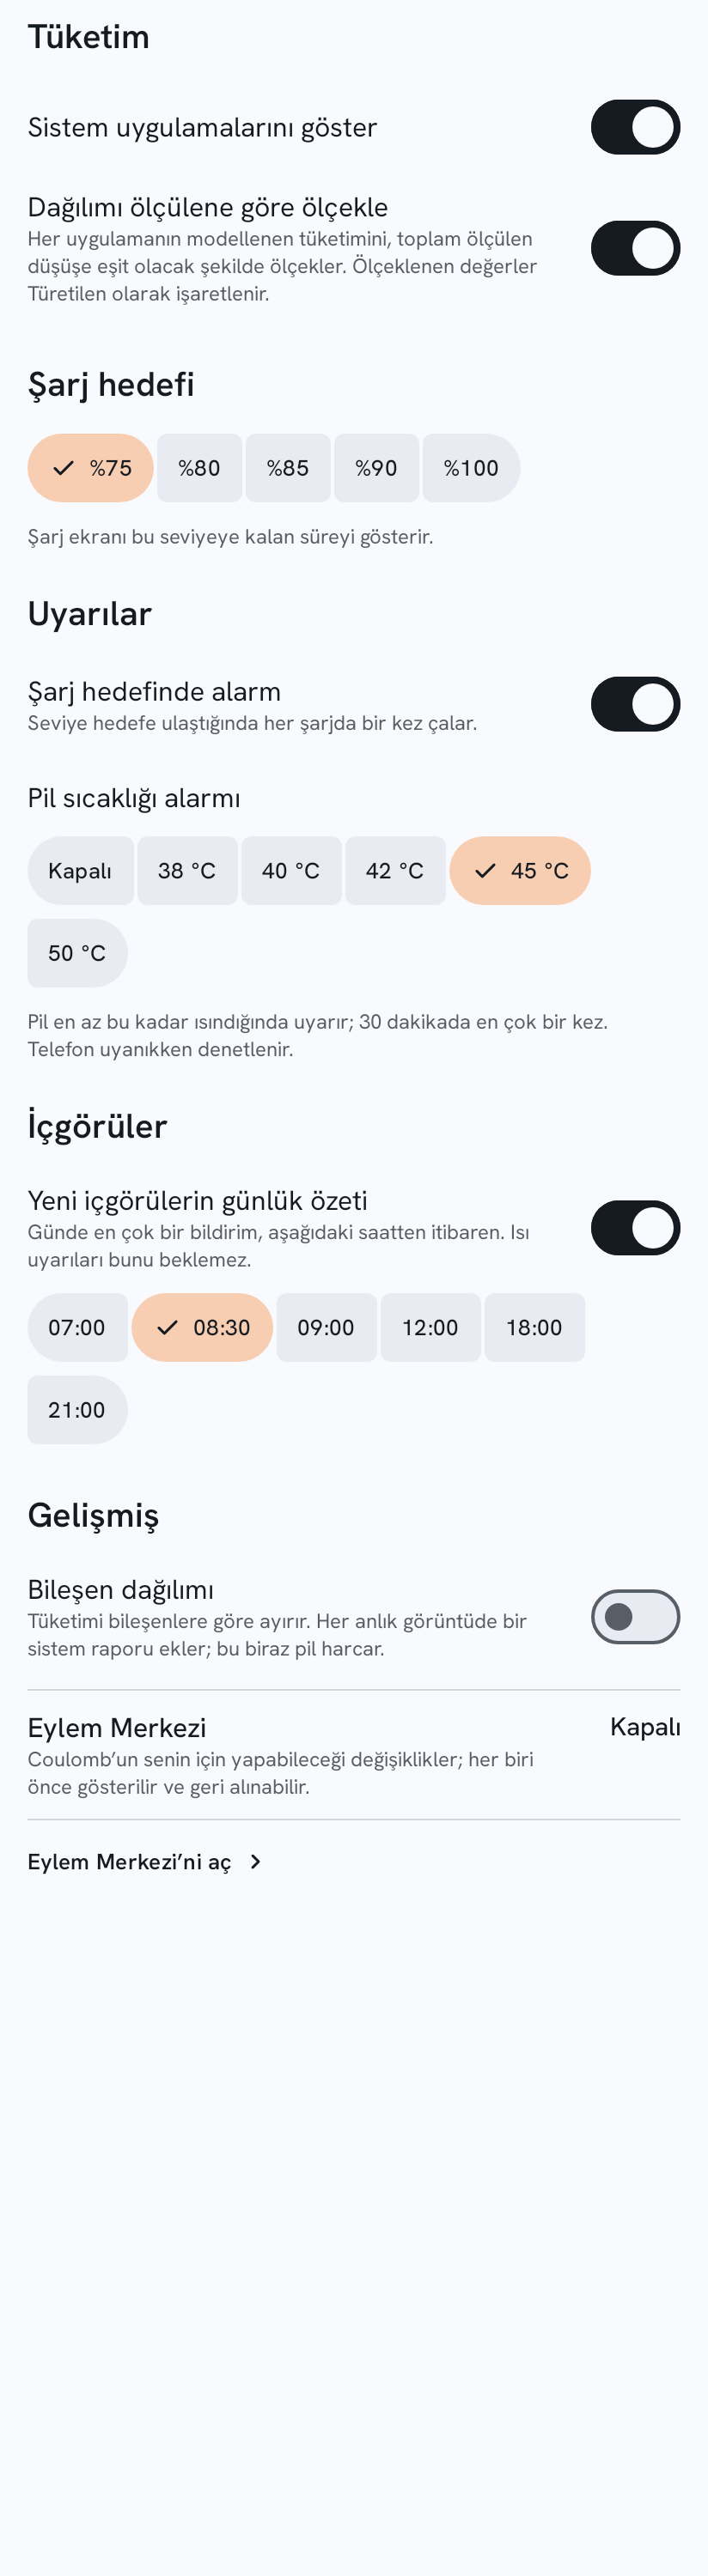 Tüketim
Sistem uygulamalarını göster
Dağılımı ölçülene göre ölçekle
Her uygulamanın modellenen tüketimini, toplam ölçülen
düşüşe eşit olacak şekilde ölçekler. Ölçeklenen değerler
Türetilen olarak işaretlenir.
Şarj hedefi
%75 %80 %85 %90 %100
Şarj ekranı bu seviyeye kalan süreyi gösterir.
Uyarılar
Şarj hedefinde alarm
Seviye hedefe ulaştığında her şarjda bir kez çalar.
Pil sıcaklığı alarmı
Kapalı 38 °C 40 °C 42 °C 45 °C
50 °C
Pil en az bu kadar ısındığında uyarır; 30 dakikada en çok bir kez.
Telefon uyanıkken denetlenir.
İçgörüler
Yeni içgörülerin günlük özeti
Günde en çok bir bildirim, aşağıdaki saatten itibaren. Isı
uyarıları bunu beklemez.
07:00 08:30 09:00 12:00 18:00
21:00
Gelişmiş
Bileşen dağılımı
Tüketimi bileşenlere göre ayırır. Her anlık görüntüde bir
sistem raporu ekler; bu biraz pil harcar.
Eylem Merkezi Kapalı
Coulomb’un senin için yapabileceği değişiklikler; her biri
önce gösterilir ve geri alınabilir.
Eylem Merkezi’ni aç